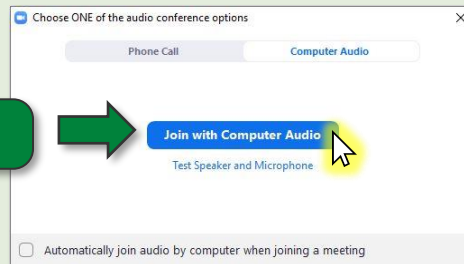 Choose ONE of the audio conference options
Phone Call
Computer Audio
Join with Computer Audio
Test Speaker and Microphone
Automatically join audio by computer when joining a meeting